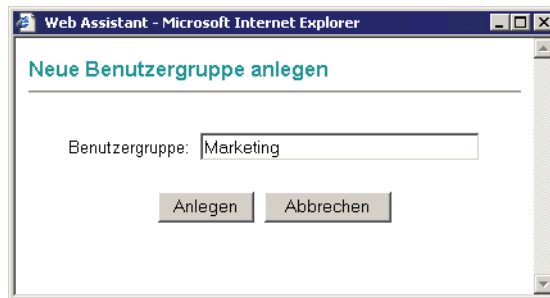 Web Assistant - Microsoft Internet Explorer
Neue Benutzergruppe anlegen
Benutzergruppe: Marketing
Anlegen Abbrechen